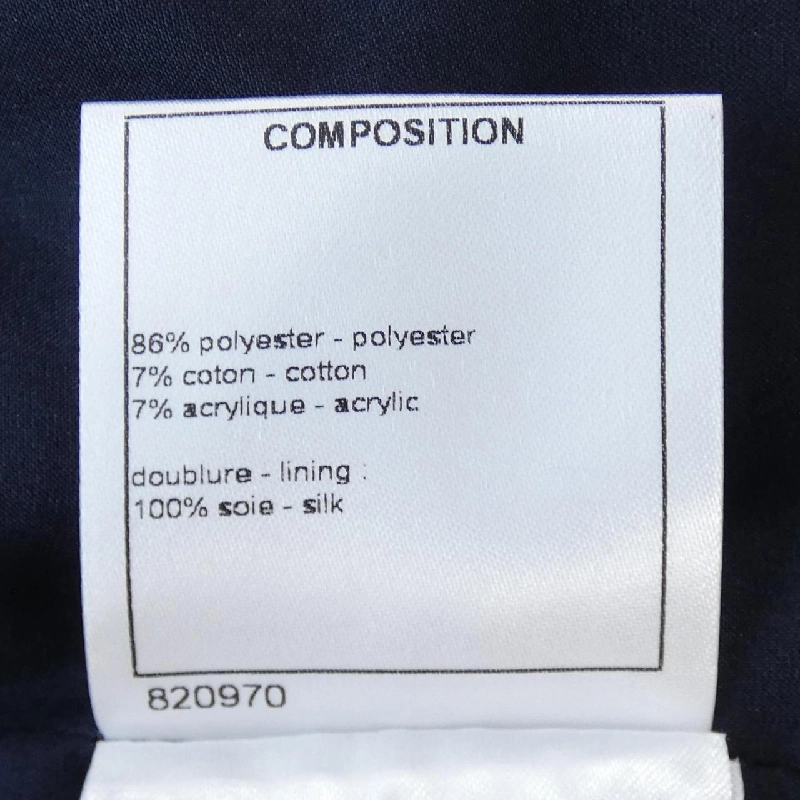 COMPOSITION
86% polyester - polyester
7% coton - cotton
7% acrylique - acrylic
doublure - lining :
100% soie - silk
820970